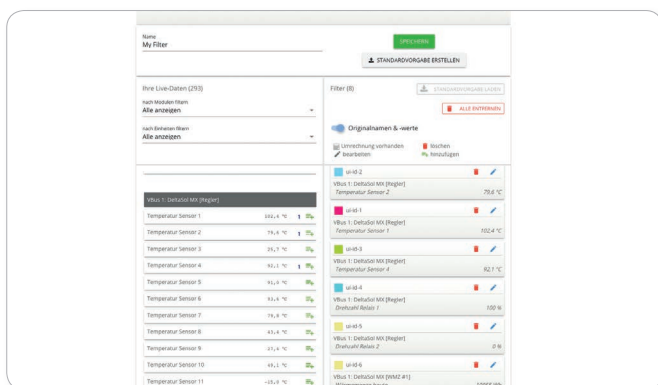 Name
My Filter
SPEICHERN
STANDARDVORGABE ERSTELLEN
Ihre Live-Daten (293)
nach Modulen filtern
Alle anzeigen
nach Einheiten filtern
Alle anzeigen
Filter (8)
STANDARDVORGABE LADEN
ALLE ENTFERNEN
Originalnamen & -werte
Umrechnung vorhanden
löschen
bearbeiten
hinzufügen
VBus 1: DeltaSol MX [Regler]
Temperatur Sensor 1 102,4 °C 1
Temperatur Sensor 2 79,6 °C 1
Temperatur Sensor 3 25,7 °C
Temperatur Sensor 4 82,1 °C 1
Temperatur Sensor 5
Temperatur Sensor 6
Temperatur Sensor 7
Temperatur Sensor 8
Temperatur Sensor 9
Temperatur Sensor 10
Temperatur Sensor 11
ui-id-2
VBus 1: DeltaSol MX [Regler]
Temperatur Sensor 2 79,6 °C
ui-id-1
VBus 1: DeltaSol MX [Regler]
Temperatur Sensor 1 102,4 °C
ui-id-3
VBus 1: DeltaSol MX [Regler]
Temperatur Sensor 4 82,1 °C
ui-id-4
VBus 1: DeltaSol MX [Regler]
Drehzahl Relais 1 100 %
ui-id-5
VBus 1: DeltaSol MX [Regler]
Drehzahl Relais 2 0 %
ui-id-6
VBus 1: DeltaSol MX [WMZ #1]